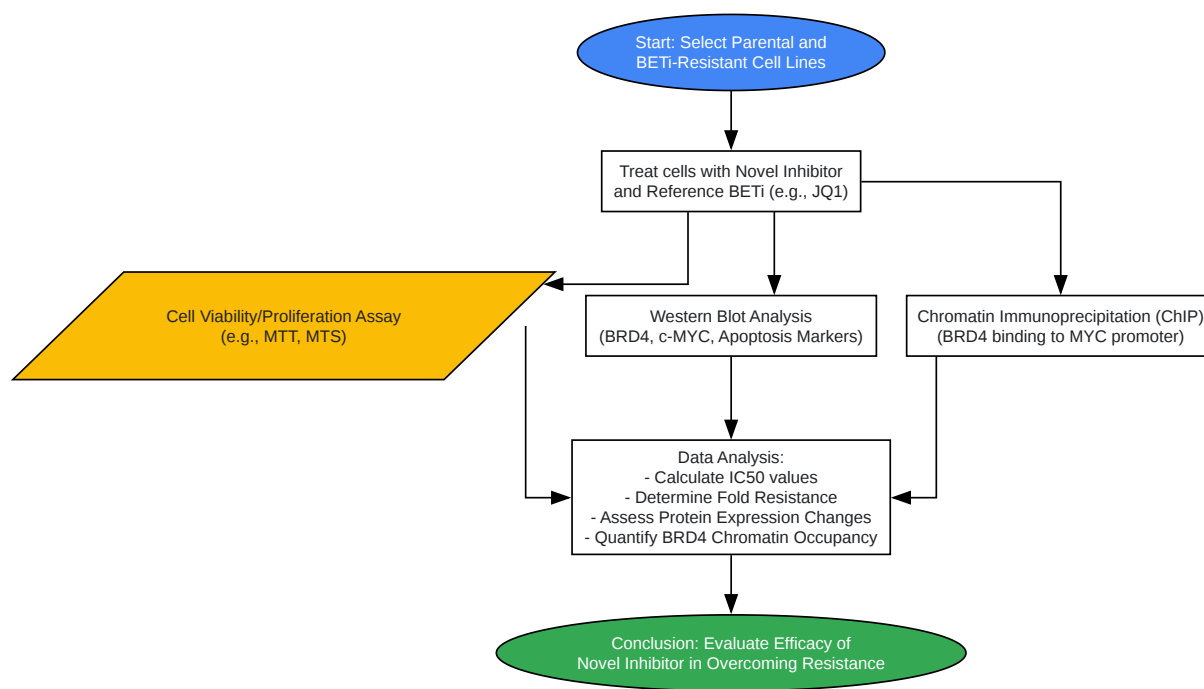 Start: Select Parental and
BETi-Resistant Cell Lines
Treat cells with Novel Inhibitor
and Reference BETi (e.g., JQ1)
Cell Viability/Proliferation Assay
(e.g., MTT, MTS)
Western Blot Analysis
(BRD4, c-MYC, Apoptosis Markers)
Chromatin Immunoprecipitation (ChIP)
(BRD4 binding to MYC promoter)
Data Analysis:
- Calculate IC50 values
- Determine Fold Resistance
- Assess Protein Expression Changes
- Quantify BRD4 Chromatin Occupancy
Conclusion: Evaluate Efficacy of
Novel Inhibitor in Overcoming Resistance